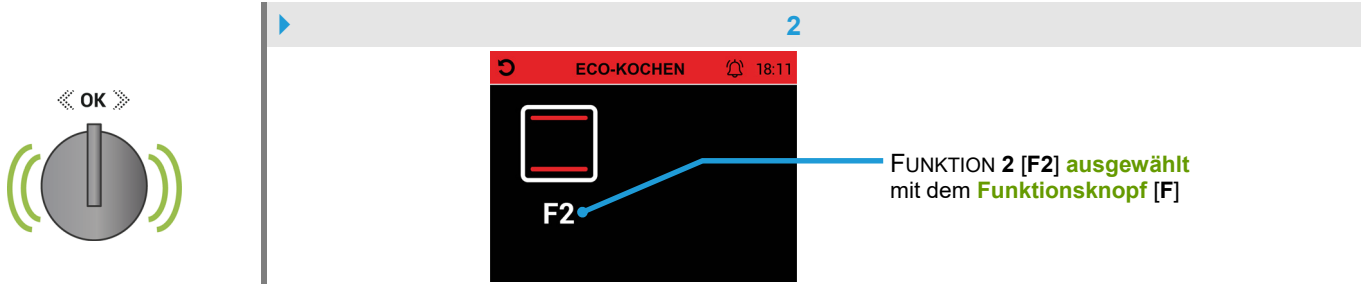 2
ECO-KOCHEN 18:11
« OK »
F2
FUNKTION 2 [F2] ausgewählt
mit dem Funktionsknopf [F]